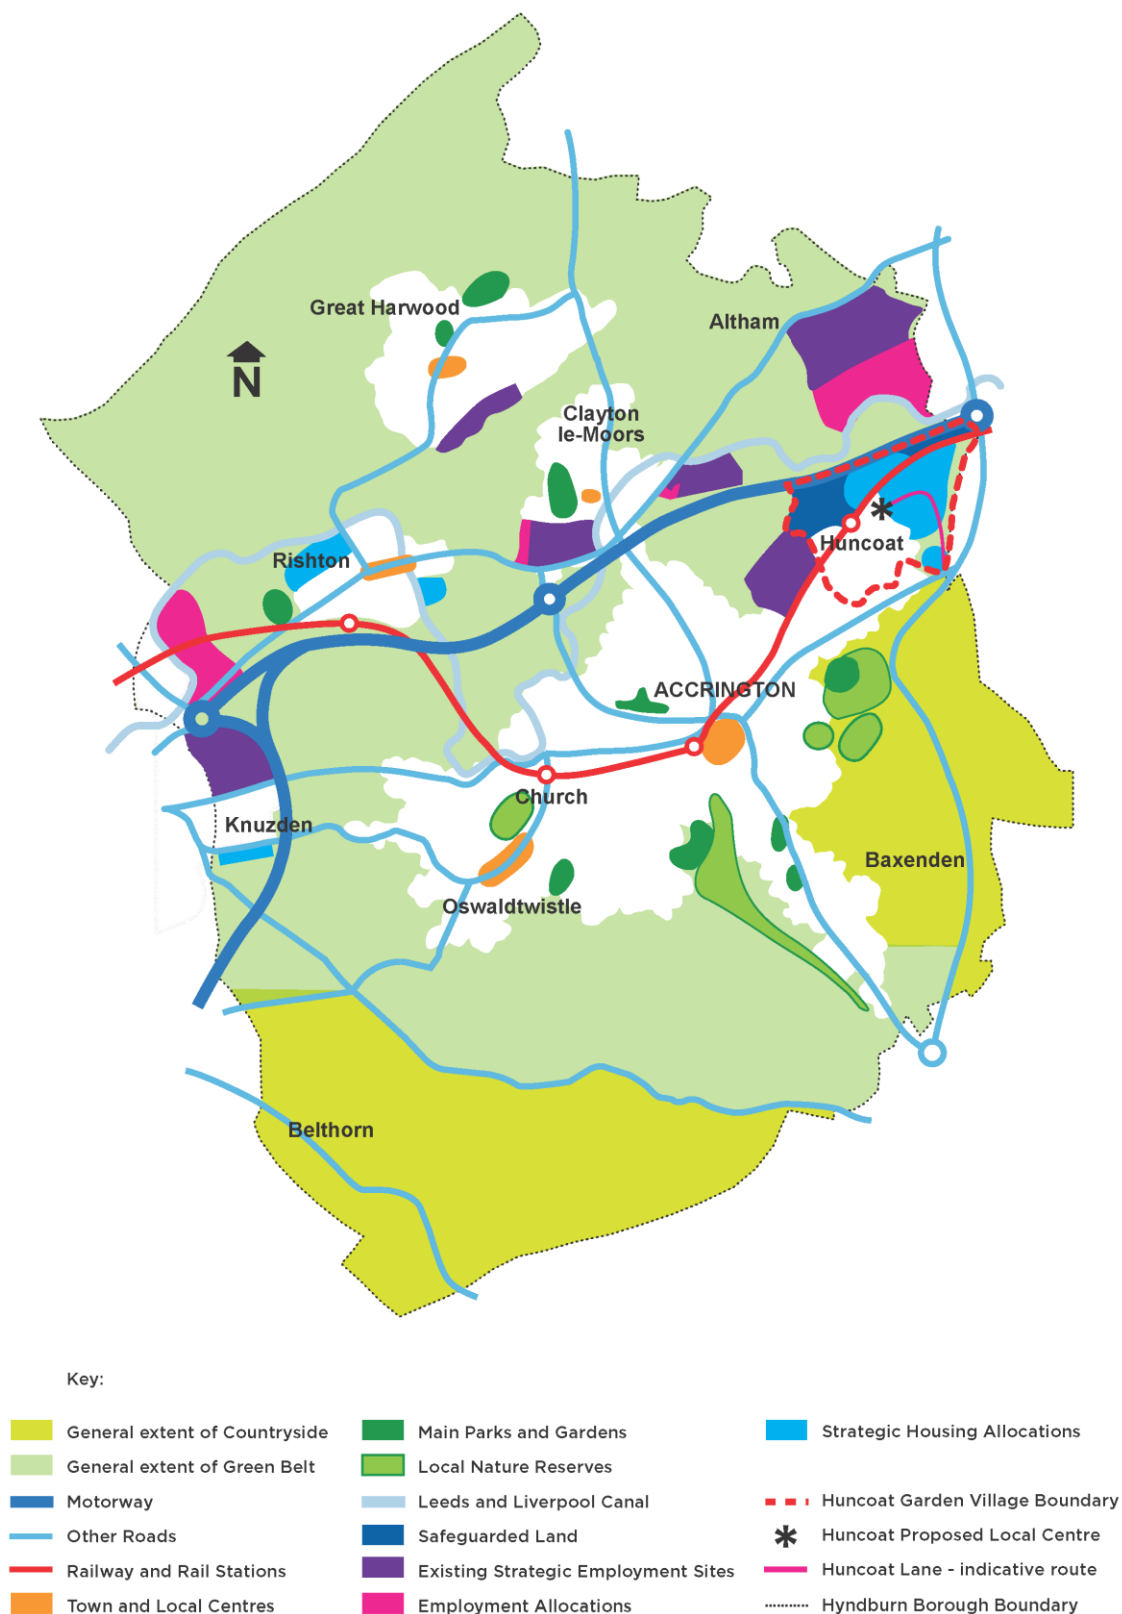 Great Harwood
Altham
N
Clayton
le-Moors
Rishton
Huncoat
ACCRINGTON
Church
Knuzden
Baxenden
Oswaldtwistle
Belthorn
Key:
General extent of Countryside
General extent of Green Belt
Motorway
Other Roads
Railway and Rail Stations
Town and Local Centres
Main Parks and Gardens
Local Nature Reserves
Leeds and Liverpool Canal
Safeguarded Land
Existing Strategic Employment Sites
Employment Allocations
Strategic Housing Allocations
Huncoat Garden Village Boundary
Huncoat Proposed Local Centre
Huncoat Lane - indicative route
Hyndburn Borough Boundary